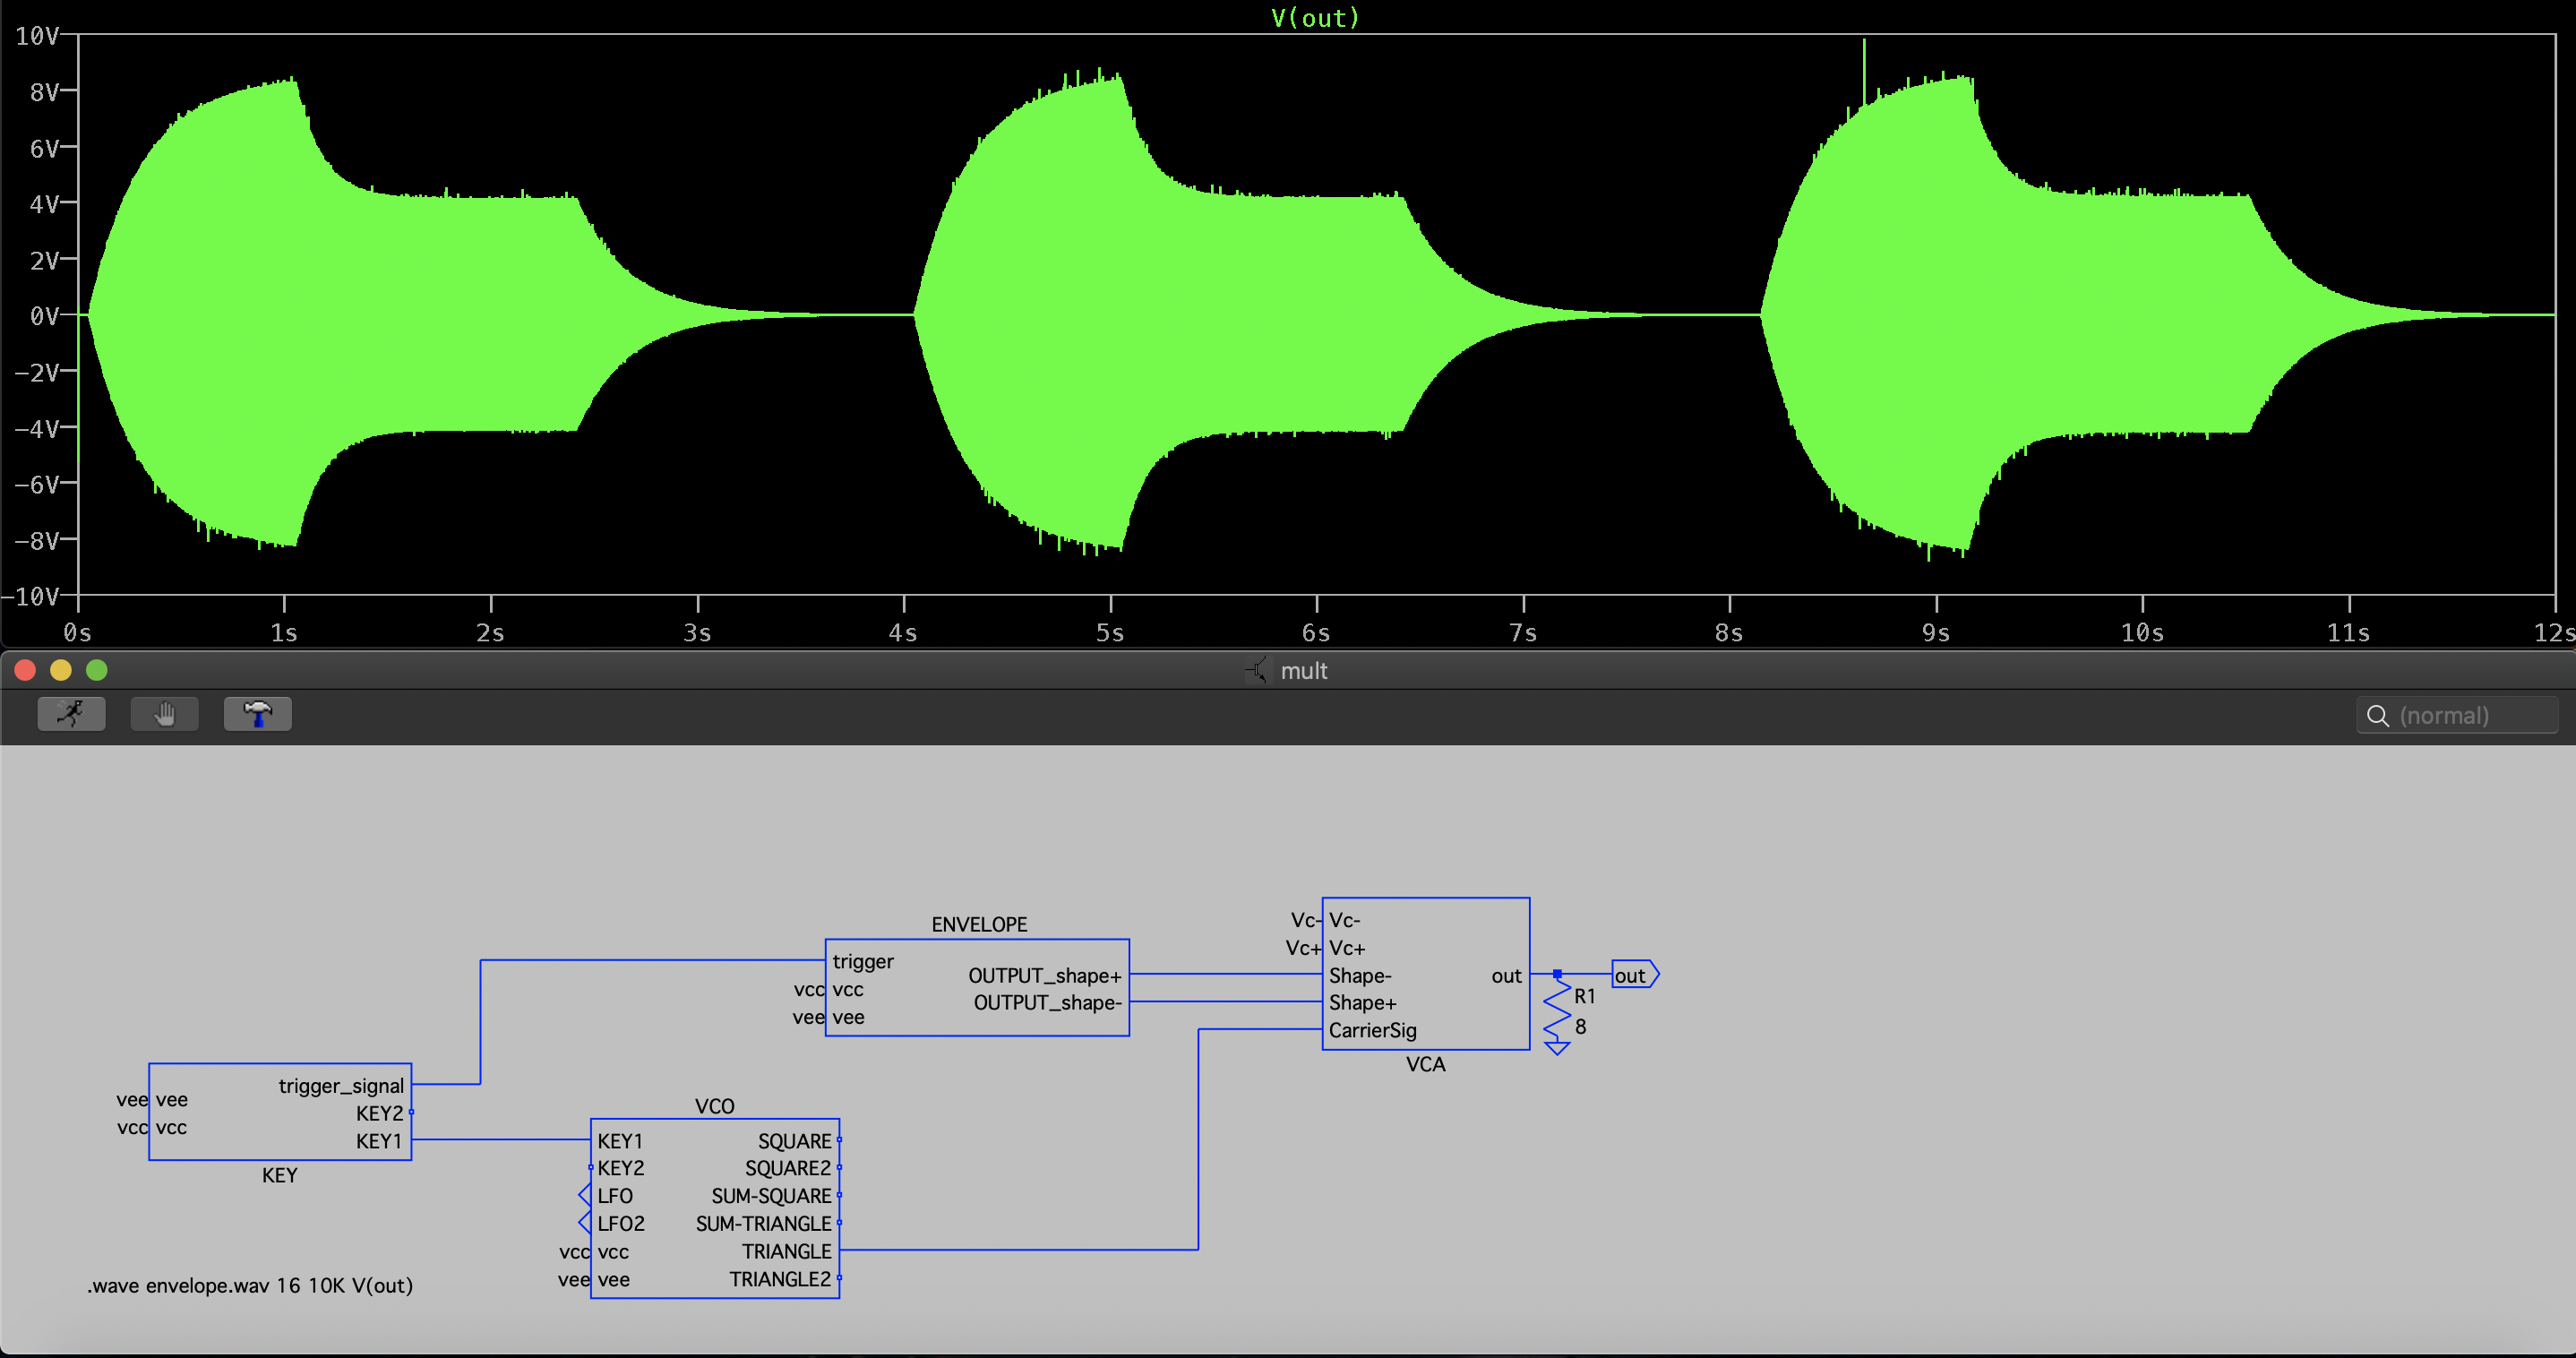 V(out)
10V
8V
6V
4V
2V
0V
−2V
−4V
−6V
−8V
−10V
0s 1s 2s 3s 4s 5s 6s 7s 8s 9s 10s 11s 12s
mult
(normal)
ENVELOPE
trigger
vcc vcc
vee vee
OUTPUT_shape+
OUTPUT_shape-
Vc- Vc-
Vc+ Vc+
Shape-
Shape+
CarrierSig
out
VCA
out
R1
8
trigger_signal
vee vee
KEY2
vcc vcc
KEY1
KEY
VCO
KEY1 SQUARE
KEY2 SQUARE2
LFO SUM-SQUARE
LFO2 SUM-TRIANGLE
vcc vcc TRIANGLE
vee vee TRIANGLE2
.wave envelope.wav 16 10K V(out)